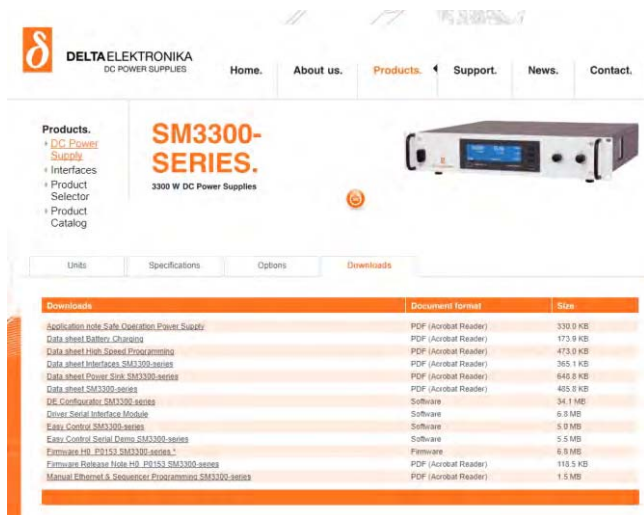 δ
DELTA ELEKTRONIKA
DC POWER SUPPLIES
Home. About us. Products. Support. News. Contact.
Products.
DC Power
Supply
Interfaces
Product
Selector
Product
Catalog
SM3300-
SERIES.
3300 W DC Power Supplies
Units Specifications Options Downloads
Downloads Document format Size
Application note Safe Operation Power Supply PDF (Acrobat Reader) 330.0 KB
Data sheet Battery Charging PDF (Acrobat Reader) 173.9 KB
Data sheet High Speed Programming PDF (Acrobat Reader) 473.0 KB
Data sheet Interfaces SM3300-series PDF (Acrobat Reader) 365.1 KB
Data sheet Power Sink SM3300-series PDF (Acrobat Reader) 640.8 KB
Data sheet SM3300-series PDF (Acrobat Reader) 485.8 KB
DE Configurator SM3300-series Software 34.1 MB
Driver Serial Interface Module Software 6.8 MB
Easy Control SM3300-series Software 5.0 MB
Easy Control Serial Demo SM3300-series Software 5.5 MB
Firmware H0 P0153 SM3300-series * Firmware 6.8 MB
Firmware Release Note H0 P0153 SM3300-series PDF (Acrobat Reader) 118.5 KB
Manual Ethernet & Sequencer Programming SM3300-series PDF (Acrobat Reader) 1.5 MB